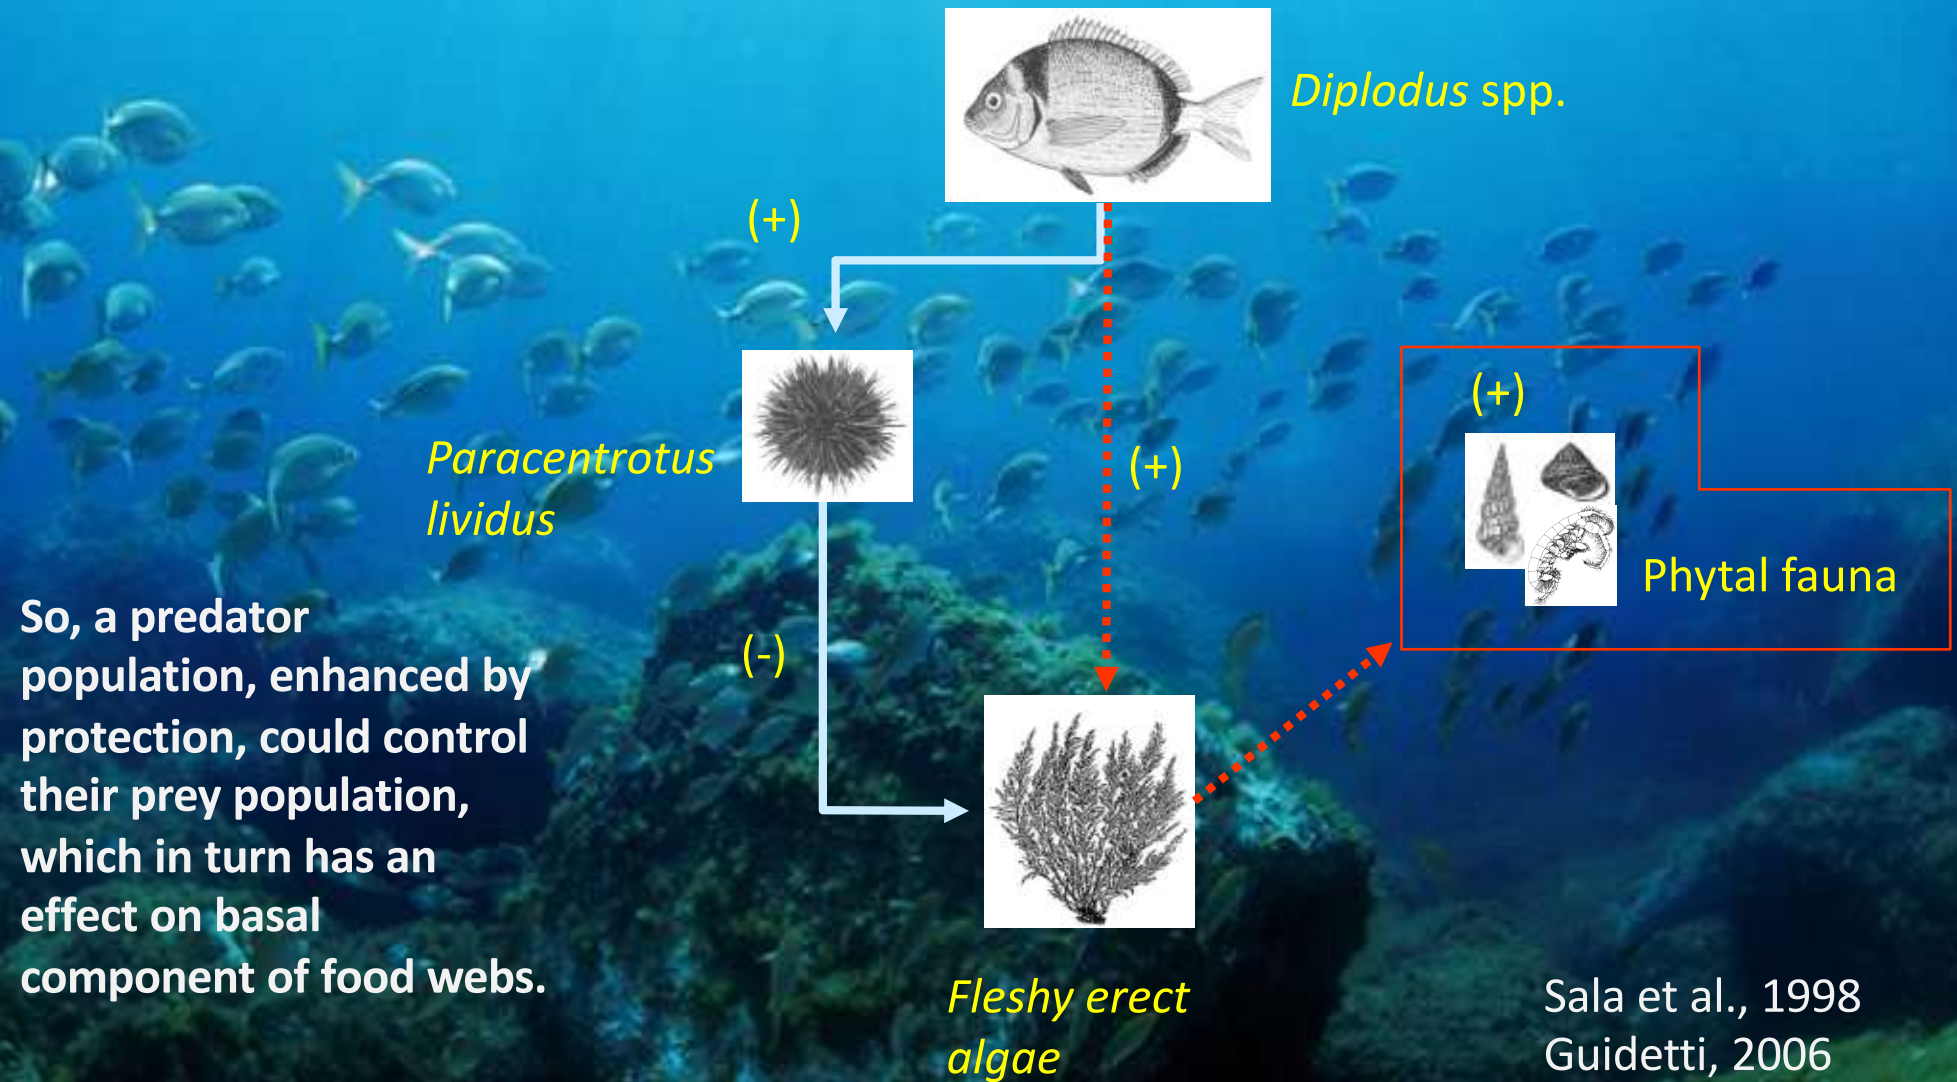 Diplodus spp.
(+)
(+)
Paracentrotus
lividus
(+)
Phytal fauna
So, a predator
population, enhanced by
protection, could control
their prey population,
which in turn has an
effect on basal
component of food webs.
(-)
Fleshy erect
algae
Sala et al., 1998
Guidetti, 2006